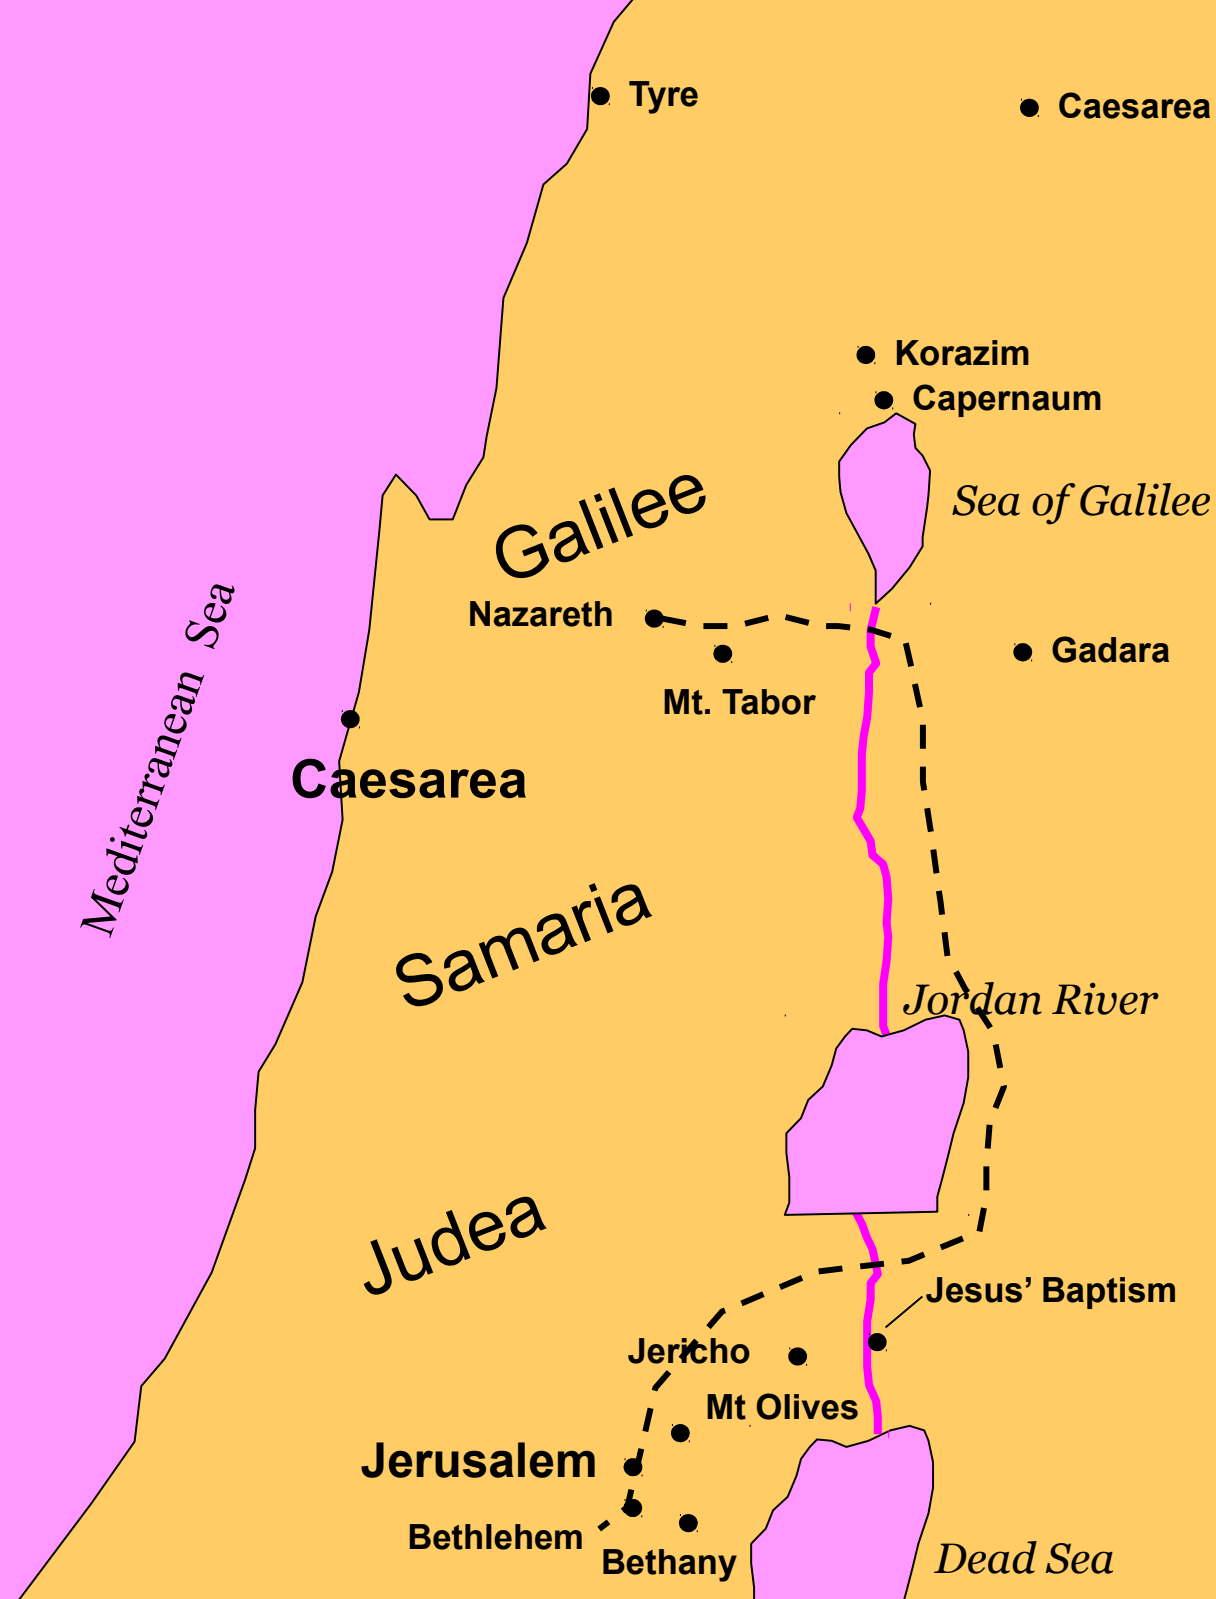 Tyre
Caesarea
Korazim
Capernaum
Sea of Galilee
Galilee
Nazareth
Gadara
Mt. Tabor
Mediterranean Sea
Caesarea
Samaria
Jordan River
Judea
Jesus’ Baptism
Jericho
Mt Olives
Jerusalem
Bethlehem
Bethany
Dead Sea